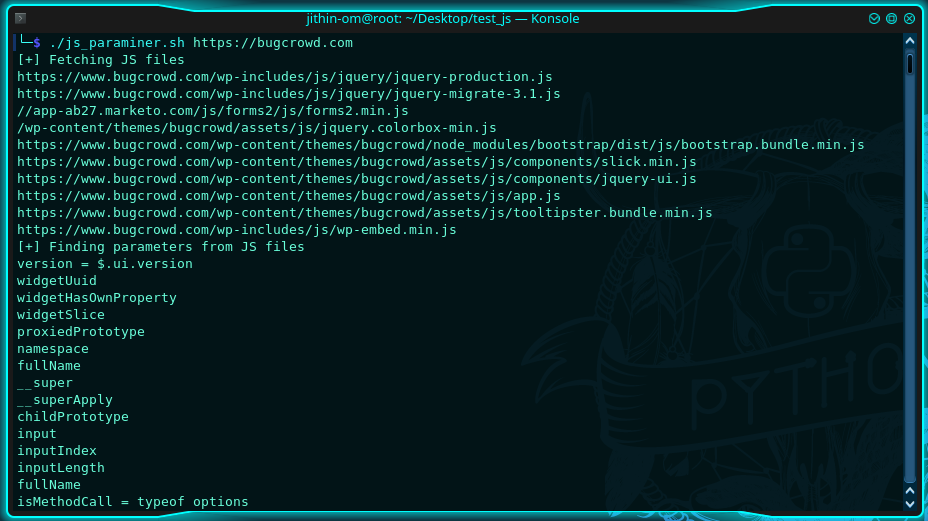 jithin-om@root: ~/Desktop/test_js — Konsole
└─$ ./js_paraminer.sh https://bugcrowd.com
[+] Fetching JS files
https://www.bugcrowd.com/wp-includes/js/jquery/jquery-production.js
https://www.bugcrowd.com/wp-includes/js/jquery/jquery-migrate-3.1.js
//app-ab27.marketo.com/js/forms2/js/forms2.min.js
/wp-content/themes/bugcrowd/assets/js/jquery.colorbox-min.js
https://www.bugcrowd.com/wp-content/themes/bugcrowd/node_modules/bootstrap/dist/js/bootstrap.bundle.min.js
https://www.bugcrowd.com/wp-content/themes/bugcrowd/assets/js/components/slick.min.js
https://www.bugcrowd.com/wp-content/themes/bugcrowd/assets/js/components/jquery-ui.js
https://www.bugcrowd.com/wp-content/themes/bugcrowd/assets/js/app.js
https://www.bugcrowd.com/wp-content/themes/bugcrowd/assets/js/tooltipster.bundle.min.js
https://www.bugcrowd.com/wp-includes/js/wp-embed.min.js
[+] Finding parameters from JS files
version = $.ui.version
widgetUuid
widgetHasOwnProperty
widgetSlice
proxiedPrototype
namespace
fullName
__super
__superApply
childPrototype
input
inputIndex
inputLength
fullName
isMethodCall = typeof options
PYTHO